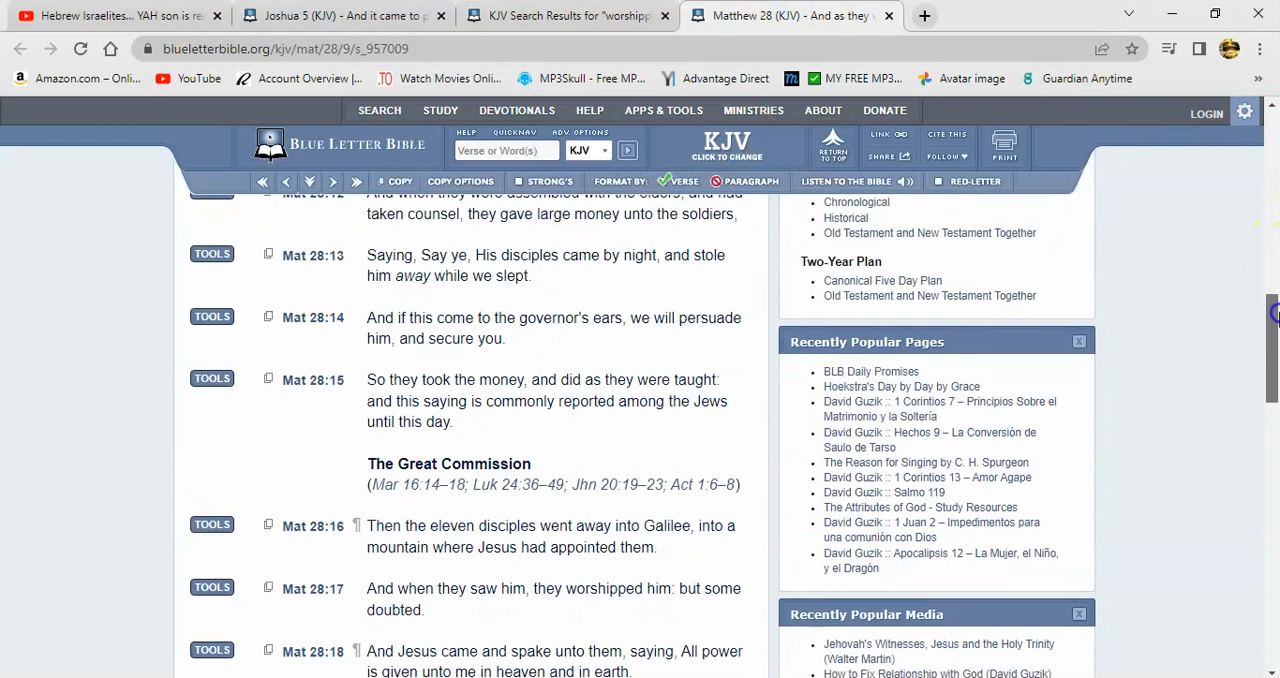 Hebrew Israelites... YAH son is re
Joshua 5 (KJV) - And it came to p
KJV Search Results for "worshipp
Matthew 28 (KJV) - And as they w
blueletterbible.org/kjv/mat/28/9/s_957009
Amazon.com – Onli...
YouTube
Account Overview |...
Watch Movies Onlin...
MP3Skull - Free MP...
Advantage Direct
MY FREE MP3...
Avatar image
Guardian Anytime
»
SEARCH STUDY DEVOTIONALS HELP APPS & TOOLS MINISTRIES ABOUT DONATE
LOGIN
BLUE LETTER BIBLE
HELP QUICKNAV ADV. OPTIONS
Verse or Word(s)
KJV
KJV
CLICK TO CHANGE
RETURN
TO TOP
LINK
CITE THIS
SHARE
FOLLOW
PRINT
COPY COPY OPTIONS STRONG'S FORMAT BY: VERSE PARAGRAPH LISTEN TO THE BIBLE RED-LETTER
Mat 28:12 And when they were assembled with the elders, and had
taken counsel, they gave large money unto the soldiers,
TOOLS Mat 28:13 Saying, Say ye, His disciples came by night, and stole
him away while we slept.
TOOLS Mat 28:14 And if this come to the governor's ears, we will persuade
him, and secure you.
TOOLS Mat 28:15 So they took the money, and did as they were taught:
and this saying is commonly reported among the Jews
until this day.
The Great Commission
(Mar 16:14–18; Luk 24:36–49; Jhn 20:19–23; Act 1:6–8)
TOOLS Mat 28:16 ¶ Then the eleven disciples went away into Galilee, into a
mountain where Jesus had appointed them.
TOOLS Mat 28:17 And when they saw him, they worshipped him: but some
doubted.
TOOLS Mat 28:18 ¶ And Jesus came and spake unto them, saying, All power
is given unto me in heaven and in earth.
Chronological
Historical
Old Testament and New Testament Together
Two-Year Plan
Canonical Five Day Plan
Old Testament and New Testament Together
Recently Popular Pages
BLB Daily Promises
Hoekstra's Day by Day by Grace
David Guzik :: 1 Corintios 7 – Principios Sobre el
Matrimonio y la Soltería
David Guzik :: Hechos 9 – La Conversión de
Saulo de Tarso
The Reason for Singing by C. H. Spurgeon
David Guzik :: 1 Corintios 13 – Amor Agape
David Guzik :: Salmo 119
The Attributes of God - Study Resources
David Guzik :: 1 Juan 2 – Impedimentos para
una comunión con Dios
David Guzik :: Apocalipsis 12 – La Mujer, el Niño,
y el Dragón
Recently Popular Media
Jehovah's Witnesses, Jesus and the Holy Trinity
(Walter Martin)
How to Fix Relationship with God (David Guzik)